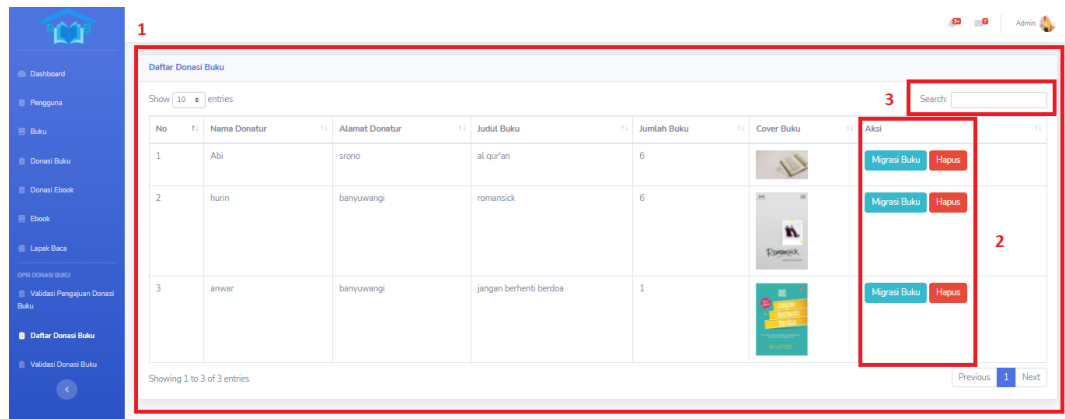 1
3+
7
Admin
Dashboard
Pengguna
Buku
Donasi Buku
Donasi Ebook
Ebook
Lapak Baca
OPSI DONASI BUKU
Validasi Pengajuan Donasi
Buku
Daftar Donasi Buku
Validasi Donasi Buku
Daftar Donasi Buku
Show 10 entries
3
Search:
No Nama Donatur Alamat Donatur Judul Buku Jumlah Buku Cover Buku Aksi
1 Abi srono al qur'an 6 Migrasi Buku Hapus
2 hurin banyuwangi romansick 6 Migrasi Buku Hapus
Romansick
2
3 anwar banyuwangi jangan berhenti berdoa 1 Migrasi Buku Hapus
Showing 1 to 3 of 3 entries
Previous 1 Next